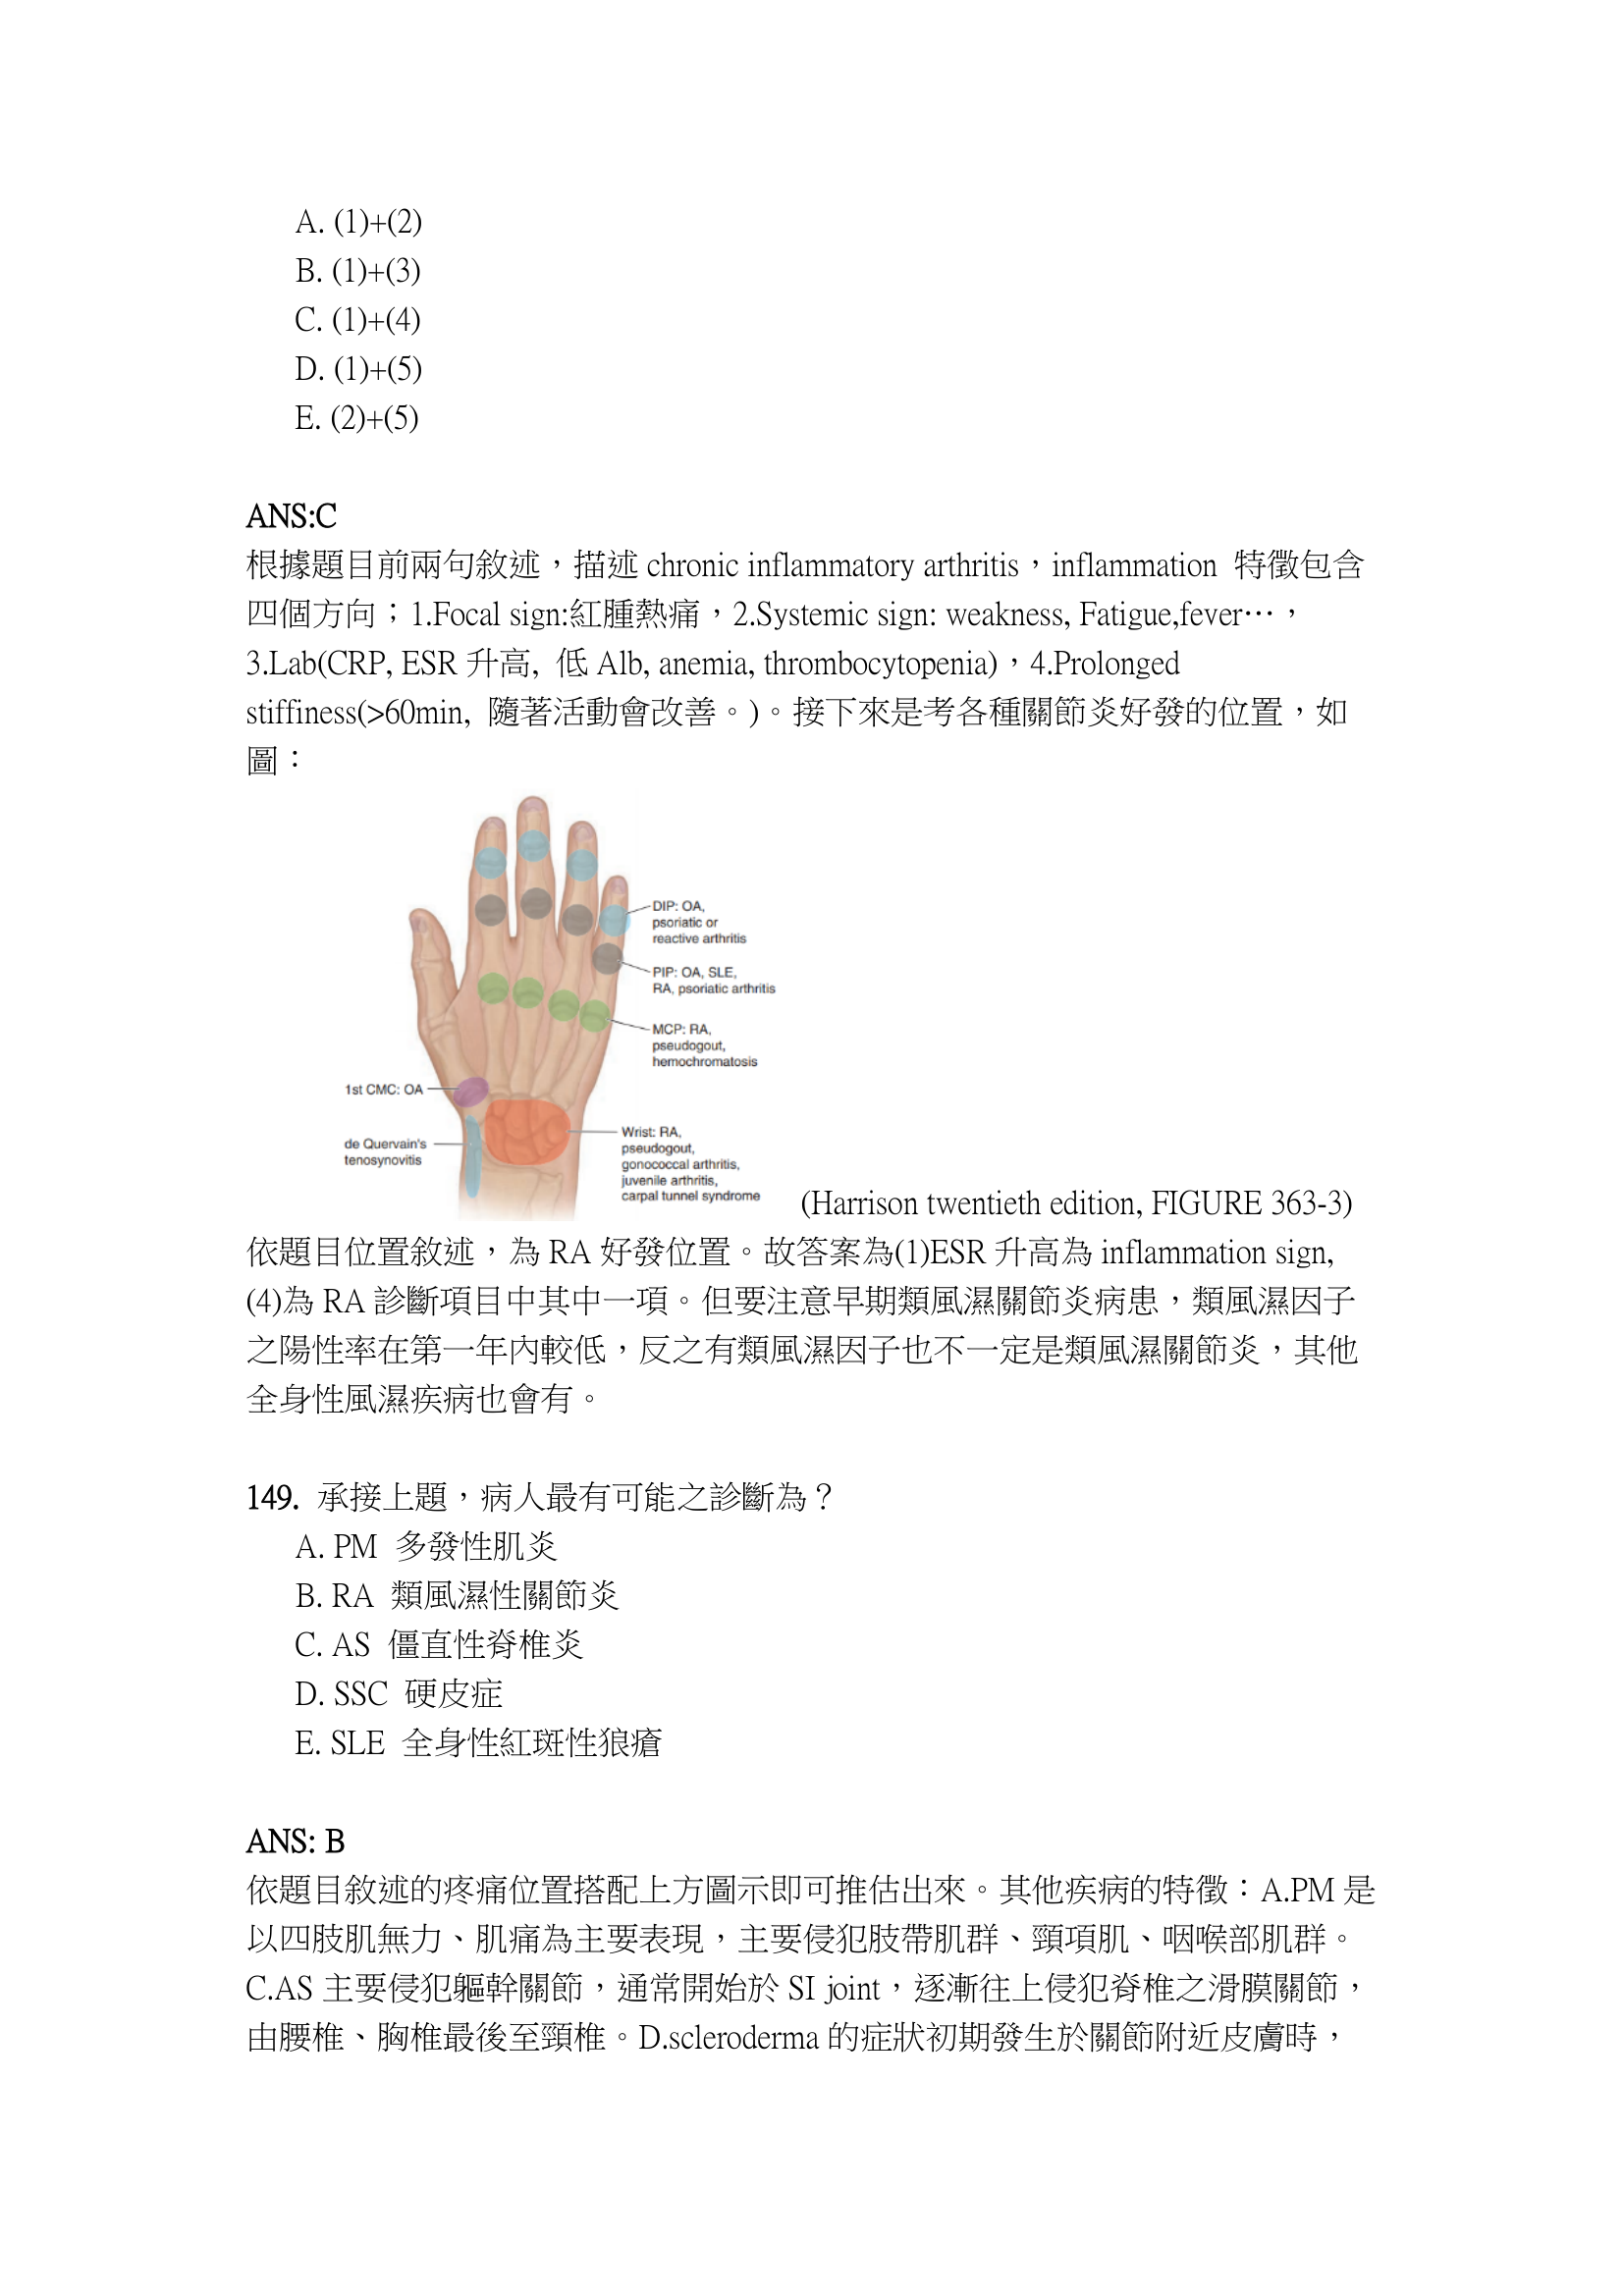 A. (1)+(2)
B. (1)+(3)
C. (1)+(4)
D. (1)+(5)
E. (2)+(5)
ANS:C
根據題目前兩句敘述，描述 chronic inflammatory arthritis，inflammation 特徵包含
四個方向；1.Focal sign:紅腫熱痛，2.Systemic sign: weakness, Fatigue,fever…，
3.Lab(CRP, ESR 升高, 低 Alb, anemia, thrombocytopenia)，4.Prolonged
stiffiness(>60min, 隨著活動會改善。)。接下來是考各種關節炎好發的位置，如
圖：
DIP: OA,
psoriatic or
reactive arthritis
PIP: OA, SLE,
RA, psoriatic arthritis
MCP: RA,
pseudogout,
hemochromatosis
1st CMC: OA
de Quervain's
tenosynovitis
Wrist: RA,
pseudogout,
gonococcal arthritis,
juvenile arthritis,
carpal tunnel syndrome
(Harrison twentieth edition, FIGURE 363-3)
依題目位置敘述，為 RA 好發位置。故答案為(1)ESR 升高為 inflammation sign,
(4)為 RA 診斷項目中其中一項。但要注意早期類風濕關節炎病患，類風濕因子
之陽性率在第一年內較低，反之有類風濕因子也不一定是類風濕關節炎，其他
全身性風濕疾病也會有。
149. 承接上題，病人最有可能之診斷為？
A. PM 多發性肌炎
B. RA 類風濕性關節炎
C. AS 僵直性脊椎炎
D. SSC 硬皮症
E. SLE 全身性紅斑性狼瘡
ANS: B
依題目敘述的疼痛位置搭配上方圖示即可推估出來。其他疾病的特徵：A.PM 是
以四肢肌無力、肌痛為主要表現，主要侵犯肢帶肌群、頸項肌、咽喉部肌群。
C.AS 主要侵犯軀幹關節，通常開始於 SI joint，逐漸往上侵犯脊椎之滑膜關節，
由腰椎、胸椎最後至頸椎。D.scleroderma 的症狀初期發生於關節附近皮膚時，